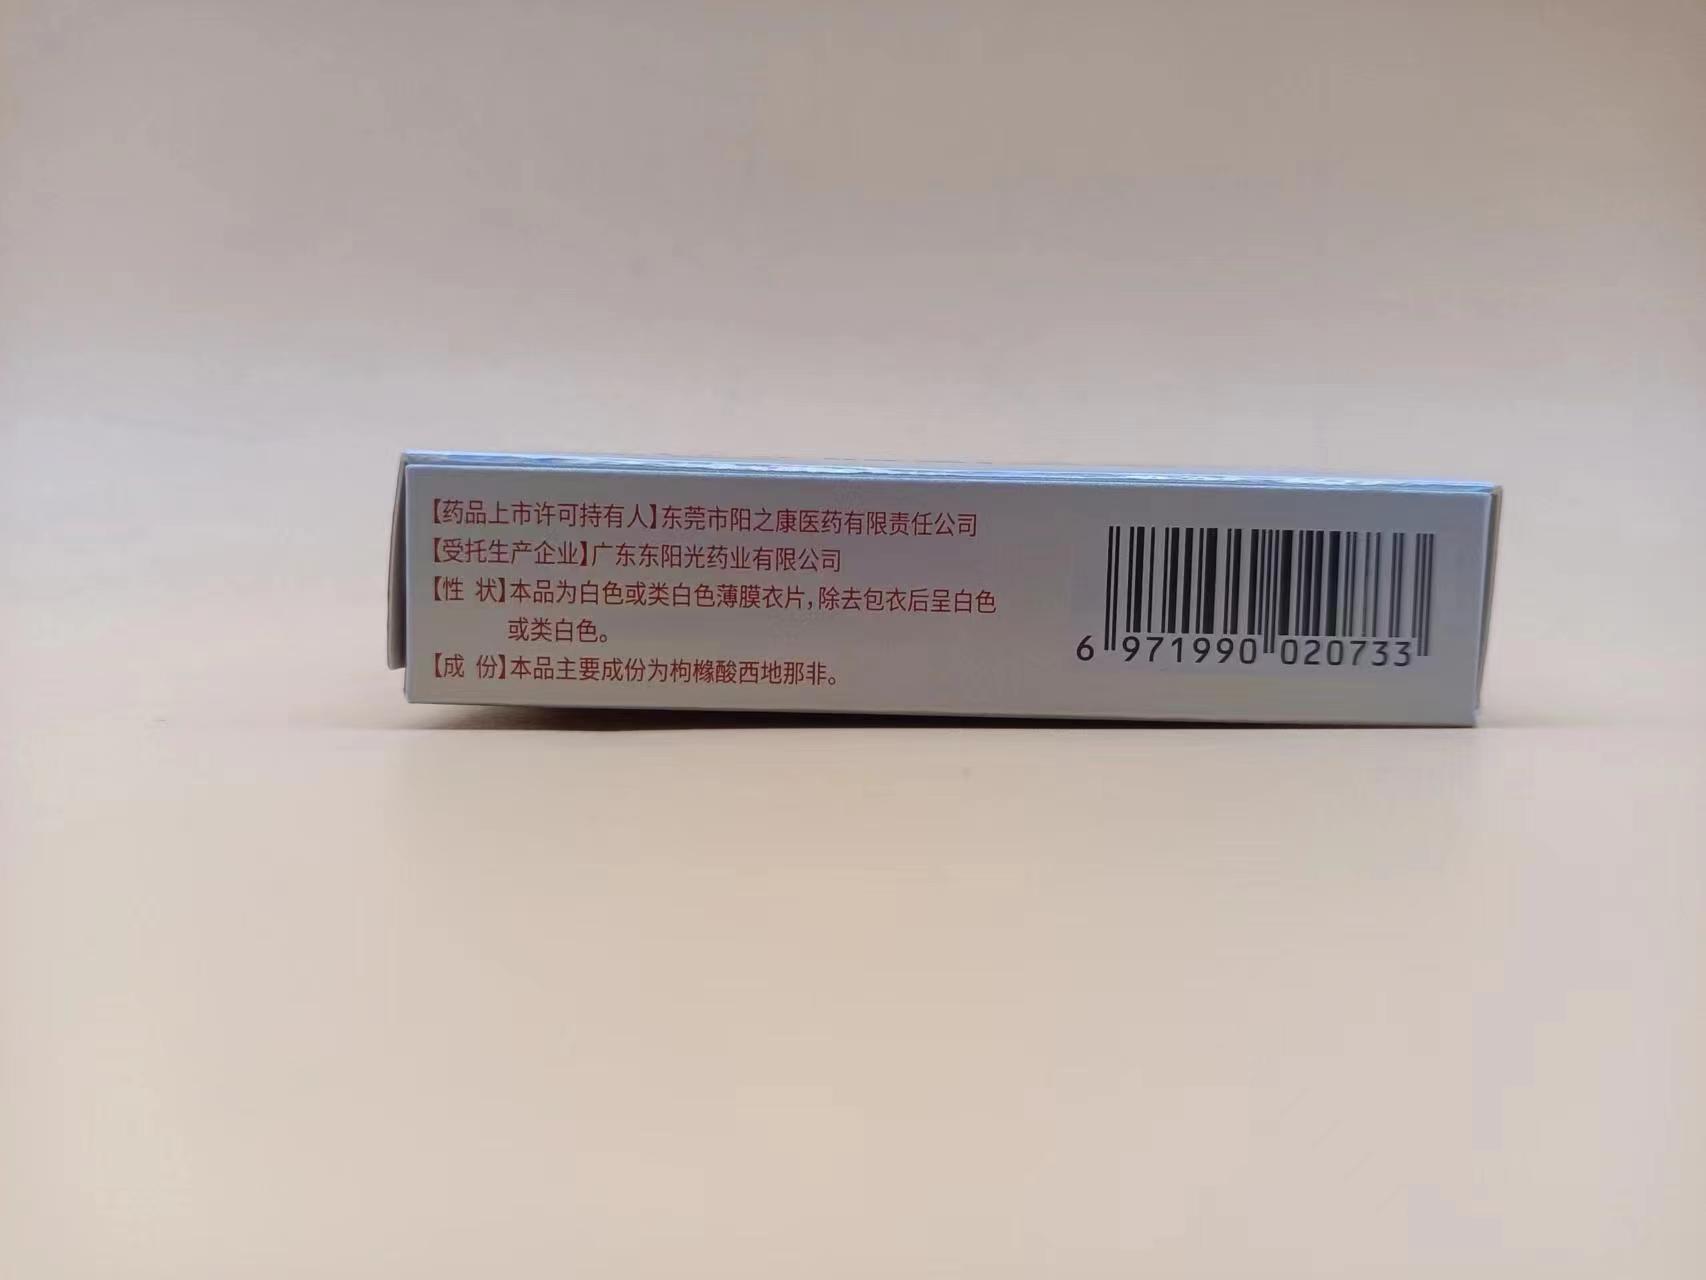 【药品上市许可持有人】东莞市阳之康医药有限责任公司
【受托生产企业】广东东阳光药业有限公司
【性 状】本品为白色或类白色薄膜衣片,除去包衣后呈白色
或类白色。
【成 份】本品主要成份为枸橼酸西地那非。
6 971990 020733